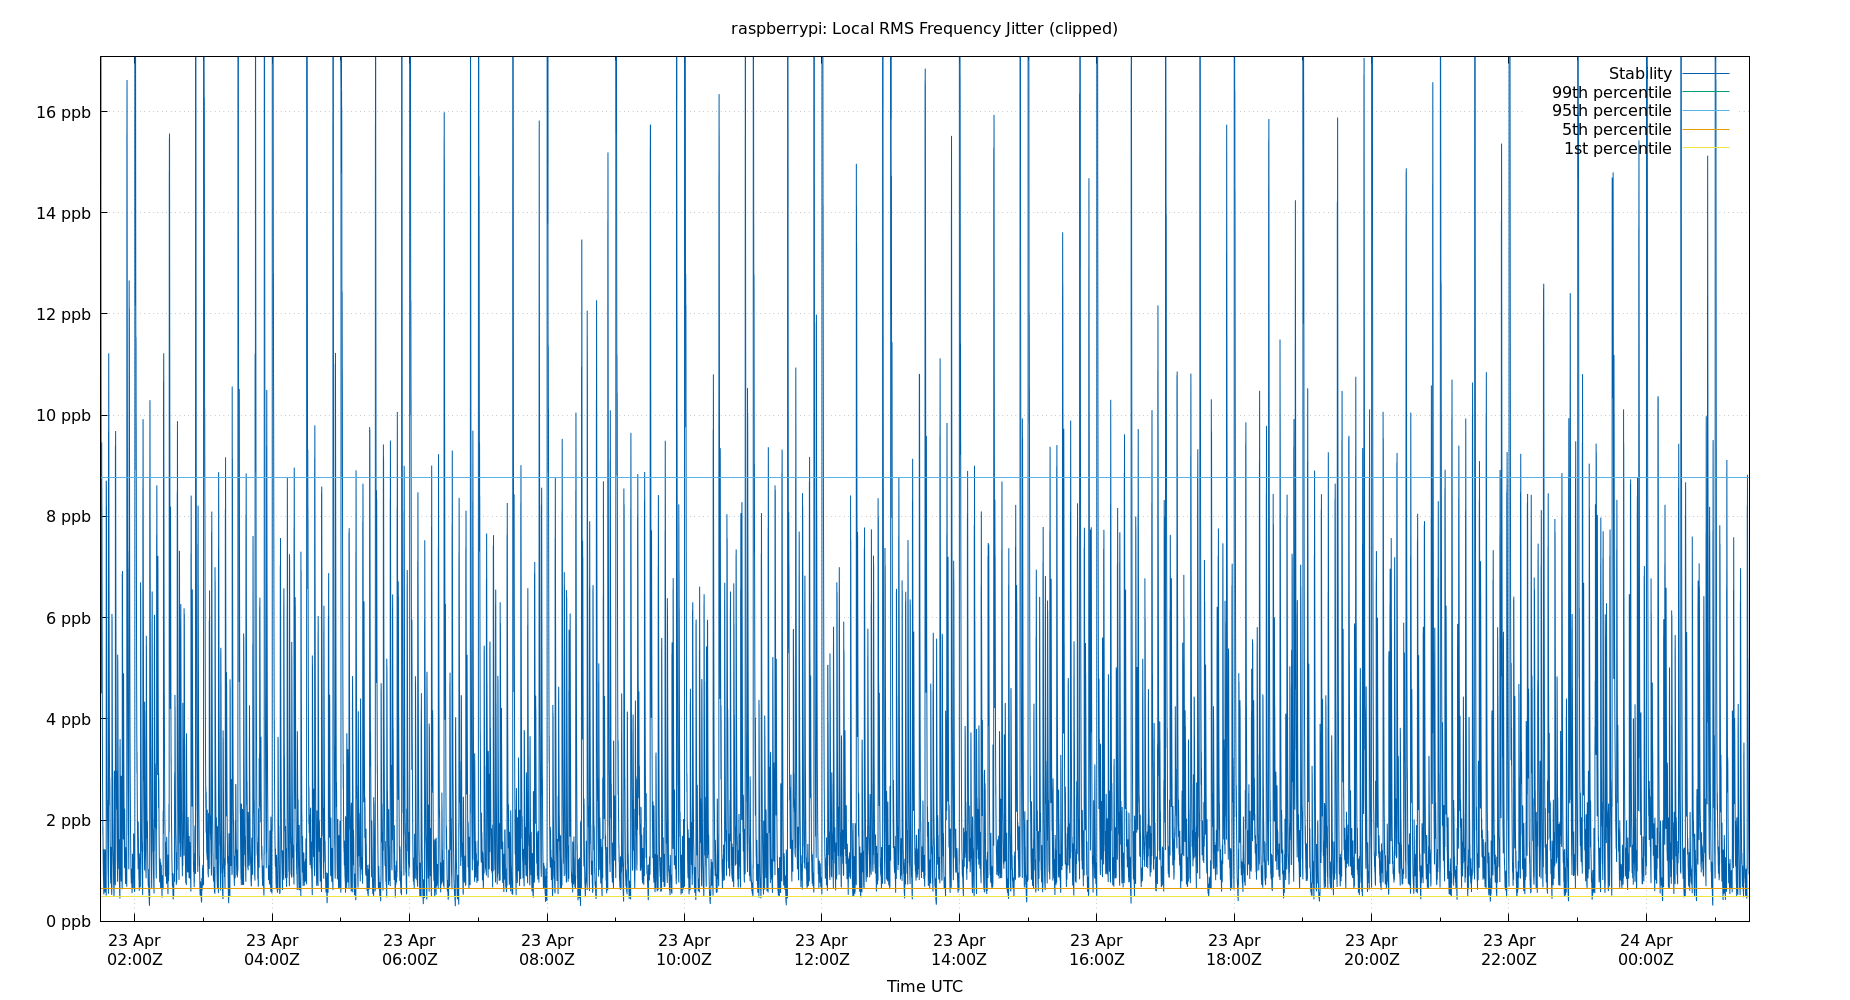 raspberrypi: Local RMS Frequency Jitter (clipped)
Stability
99th percentile
95th percentile
5th percentile
1st percentile
16 ppb
14 ppb
12 ppb
10 ppb
8 ppb
6 ppb
4 ppb
2 ppb
0 ppb
23 Apr 23 Apr 23 Apr 23 Apr 23 Apr 23 Apr 23 Apr 23 Apr 23 Apr 23 Apr 23 Apr 24 Apr
02:00Z 04:00Z 06:00Z 08:00Z 10:00Z 12:00Z 14:00Z 16:00Z 18:00Z 20:00Z 22:00Z 00:00Z
Time UTC